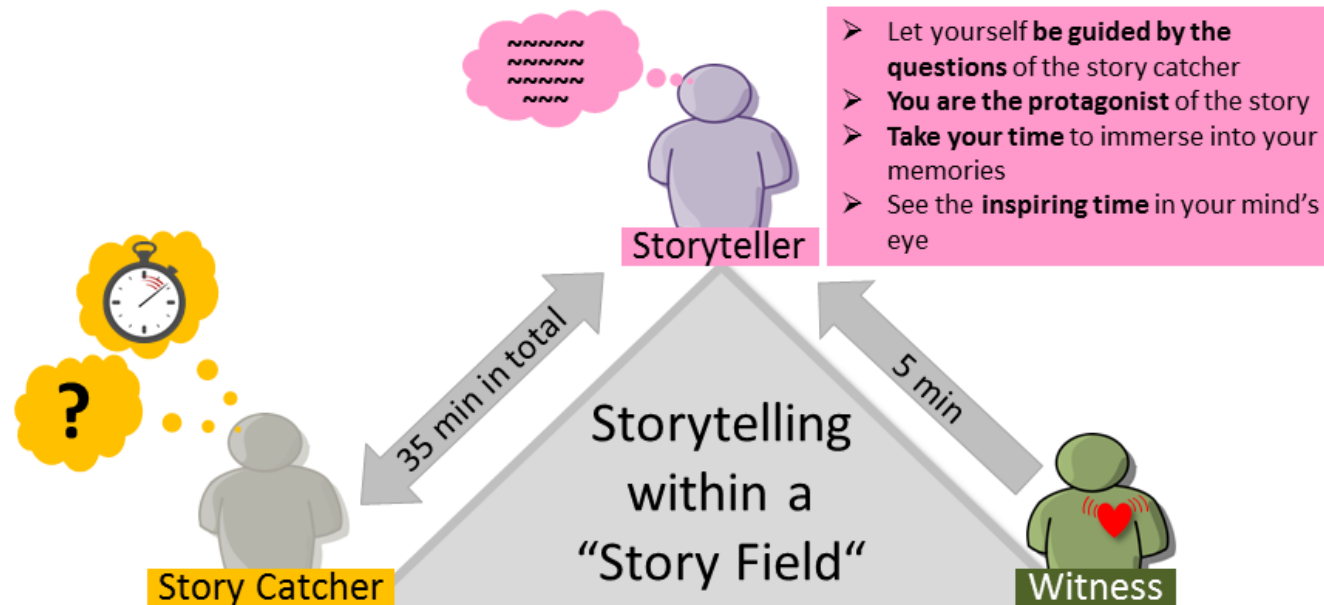 ~~~~~
~~~~~
~~~~~
~~~
➢ Let yourself be guided by the
questions of the story catcher
➢ You are the protagonist of the story
➢ Take your time to immerse into your
memories
➢ See the inspiring time in your mind's
eye
Storyteller
35 min in total
5 min
?
Storytelling
within a
“Story Field“
Story Catcher
Witness